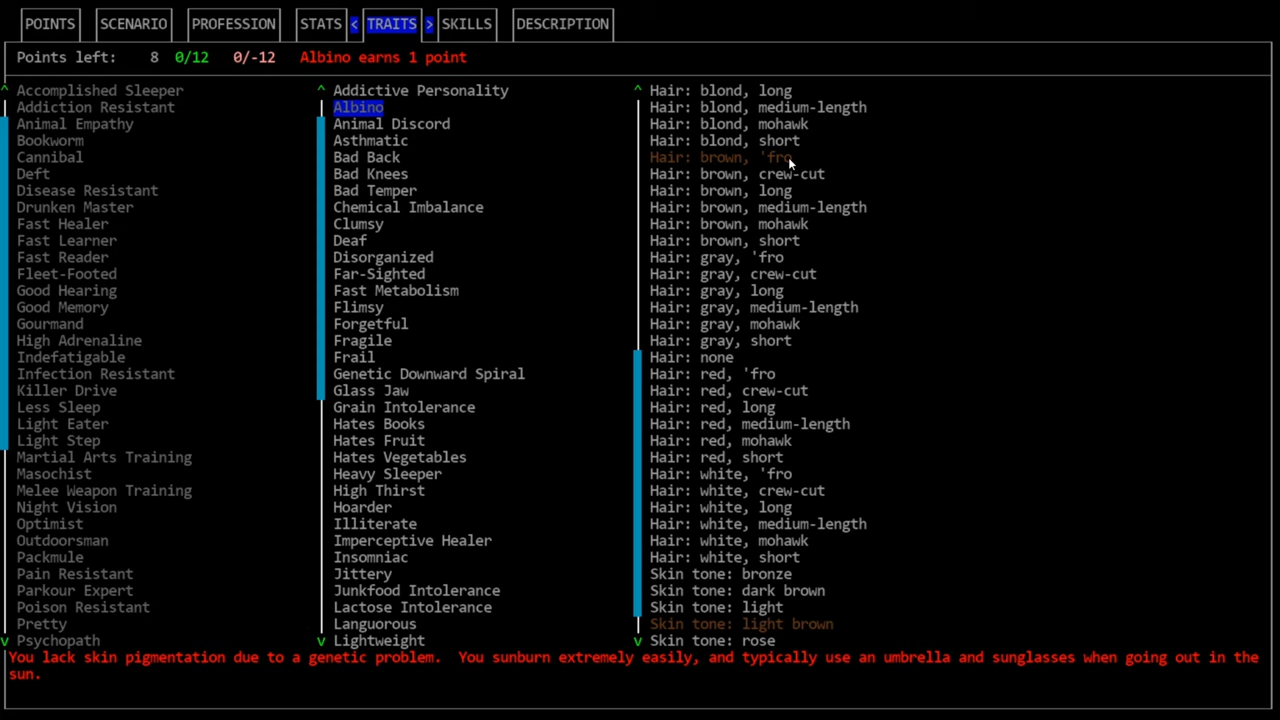 POINTS SCENARIO PROFESSION STATS < TRAITS > SKILLS DESCRIPTION
Points left: 8 0/12 0/-12 Albino earns 1 point
^ Accomplished Sleeper
Addiction Resistant
Animal Empathy
Bookworm
Cannibal
Deft
Disease Resistant
Drunken Master
Fast Healer
Fast Learner
Fast Reader
Fleet-Footed
Good Hearing
Good Memory
Gourmand
High Adrenaline
Indefatigable
Infection Resistant
Killer Drive
Less Sleep
Light Eater
Light Step
Martial Arts Training
Masochist
Melee Weapon Training
Night Vision
Optimist
Outdoorsman
Packmule
Pain Resistant
Parkour Expert
Poison Resistant
Pretty
v Psychopath
^ Addictive Personality
Albino
Animal Discord
Asthmatic
Bad Back
Bad Knees
Bad Temper
Chemical Imbalance
Clumsy
Deaf
Disorganized
Far-Sighted
Fast Metabolism
Flimsy
Forgetful
Fragile
Frail
Genetic Downward Spiral
Glass Jaw
Grain Intolerance
Hates Books
Hates Fruit
Hates Vegetables
Heavy Sleeper
High Thirst
Hoarder
Illiterate
Imperceptive Healer
Insomniac
Jittery
Junkfood Intolerance
Lactose Intolerance
Languorous
v Lightweight
^ Hair: blond, long
Hair: blond, medium-length
Hair: blond, mohawk
Hair: blond, short
Hair: brown, 'fro
Hair: brown, crew-cut
Hair: brown, long
Hair: brown, medium-length
Hair: brown, mohawk
Hair: brown, short
Hair: gray, 'fro
Hair: gray, crew-cut
Hair: gray, long
Hair: gray, medium-length
Hair: gray, mohawk
Hair: gray, short
Hair: none
Hair: red, 'fro
Hair: red, crew-cut
Hair: red, long
Hair: red, medium-length
Hair: red, mohawk
Hair: red, short
Hair: white, 'fro
Hair: white, crew-cut
Hair: white, long
Hair: white, medium-length
Hair: white, mohawk
Hair: white, short
Skin tone: bronze
Skin tone: dark brown
Skin tone: light
Skin tone: light brown
v Skin tone: rose
You lack skin pigmentation due to a genetic problem.  You sunburn extremely easily, and typically use an umbrella and sunglasses when going out in the
sun.